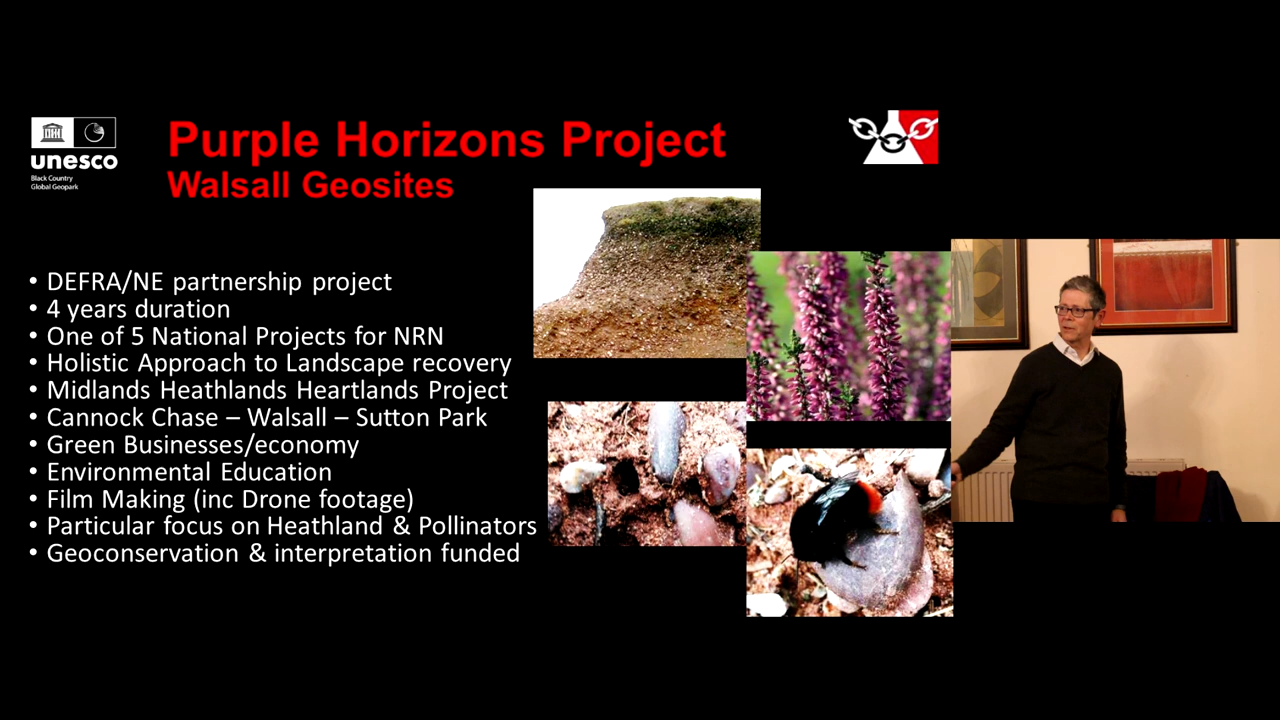 unesco
Black Country
Global Geopark
Purple Horizons Project
Walsall Geosites
• DEFRA/NE partnership project
• 4 years duration
• One of 5 National Projects for NRN
• Holistic Approach to Landscape recovery
• Midlands Heathlands Heartlands Project
• Cannock Chase – Walsall – Sutton Park
• Green Businesses/economy
• Environmental Education
• Film Making (inc Drone footage)
• Particular focus on Heathland & Pollinators
• Geoconservation & interpretation funded